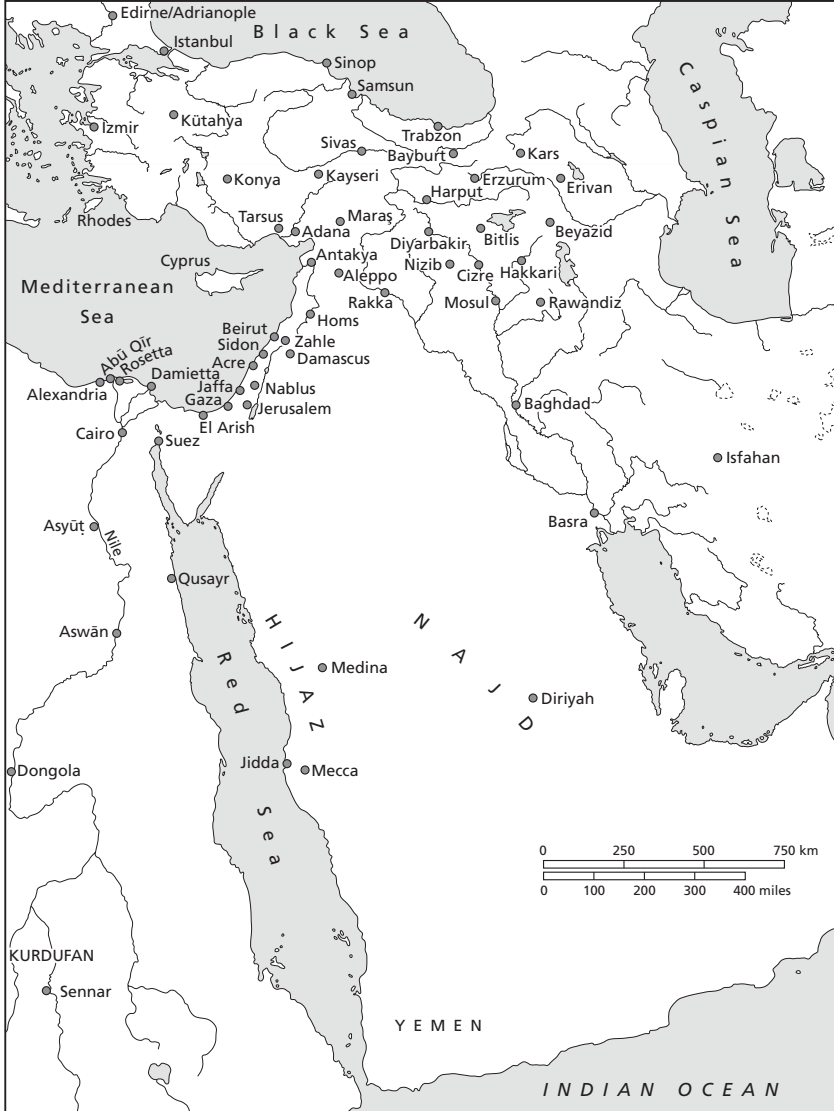 Edirne/Adrianople
Istanbul
Black Sea
Sinop
Samsun
Caspian Sea
İzmir
Kütahya
Trabzon
Sivas
Bayburt
Kars
Konya
Kayseri
Erzurum
Erivan
Harput
Rhodes
Tarsus
Adana
Maraş
Diyarbakir
Bitlis
Beyazid
Cyprus
Antakya
Aleppo
Nizib
Cizre
Hakkari
Mediterranean
Sea
Rakka
Mosul
Rawandiz
Homs
Beirut
Zahle
Sidon
Damascus
Acre
Abū Qīr
Rosetta
Damietta
Alexandria
Jaffa
Nablus
Gaza
Jerusalem
El Arish
Baghdad
Cairo
Suez
Isfahan
Basra
Asyūṭ
Nile
Qusayr
HIJAZ
NAJD
Aswān
Red Sea
Medina
Diriyah
Jidda
Mecca
Dongola
0 250 500 750 km
0 100 200 300 400 miles
KURDUFAN
Sennar
YEMEN
INDIAN OCEAN